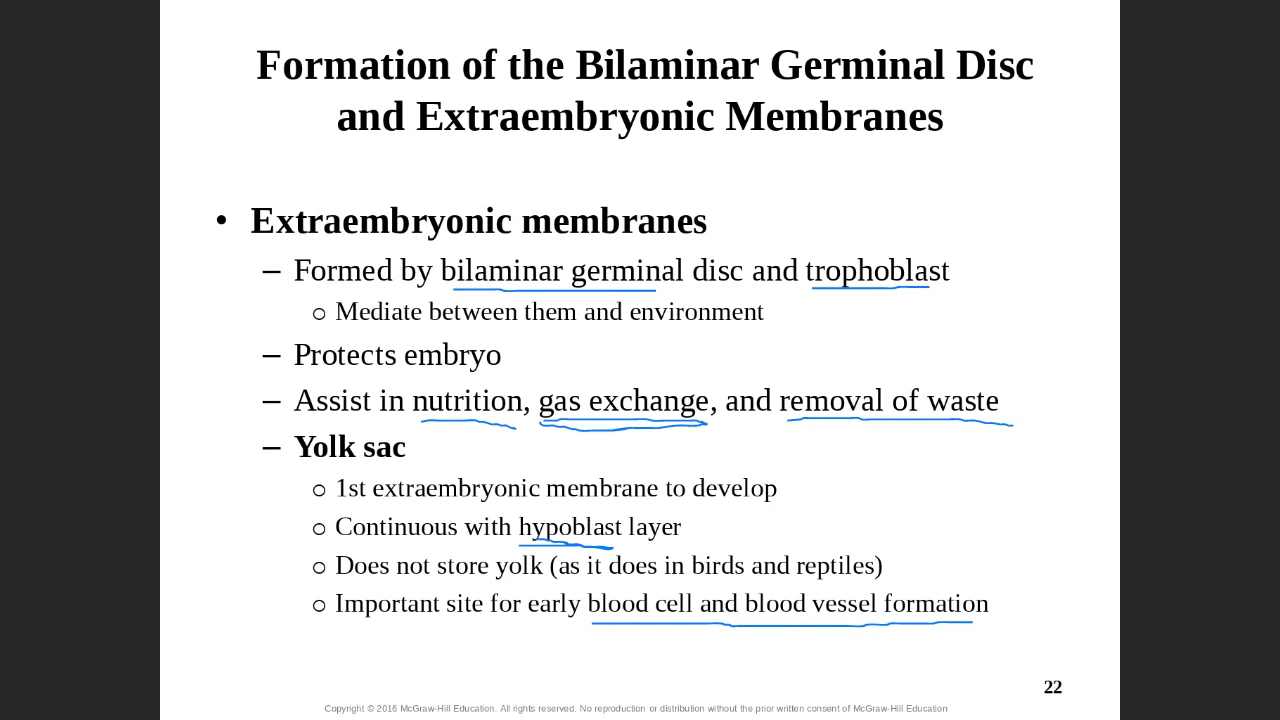 Formation of the Bilaminar Germinal Disc
and Extraembryonic Membranes
• Extraembryonic membranes
– Formed by bilaminar germinal disc and trophoblast
o Mediate between them and environment
– Protects embryo
– Assist in nutrition, gas exchange, and removal of waste
– Yolk sac
o 1st extraembryonic membrane to develop
o Continuous with hypoblast layer
o Does not store yolk (as it does in birds and reptiles)
o Important site for early blood cell and blood vessel formation
22
Copyright © 2016 McGraw-Hill Education. All rights reserved. No reproduction or distribution without the prior written consent of McGraw-Hill Education